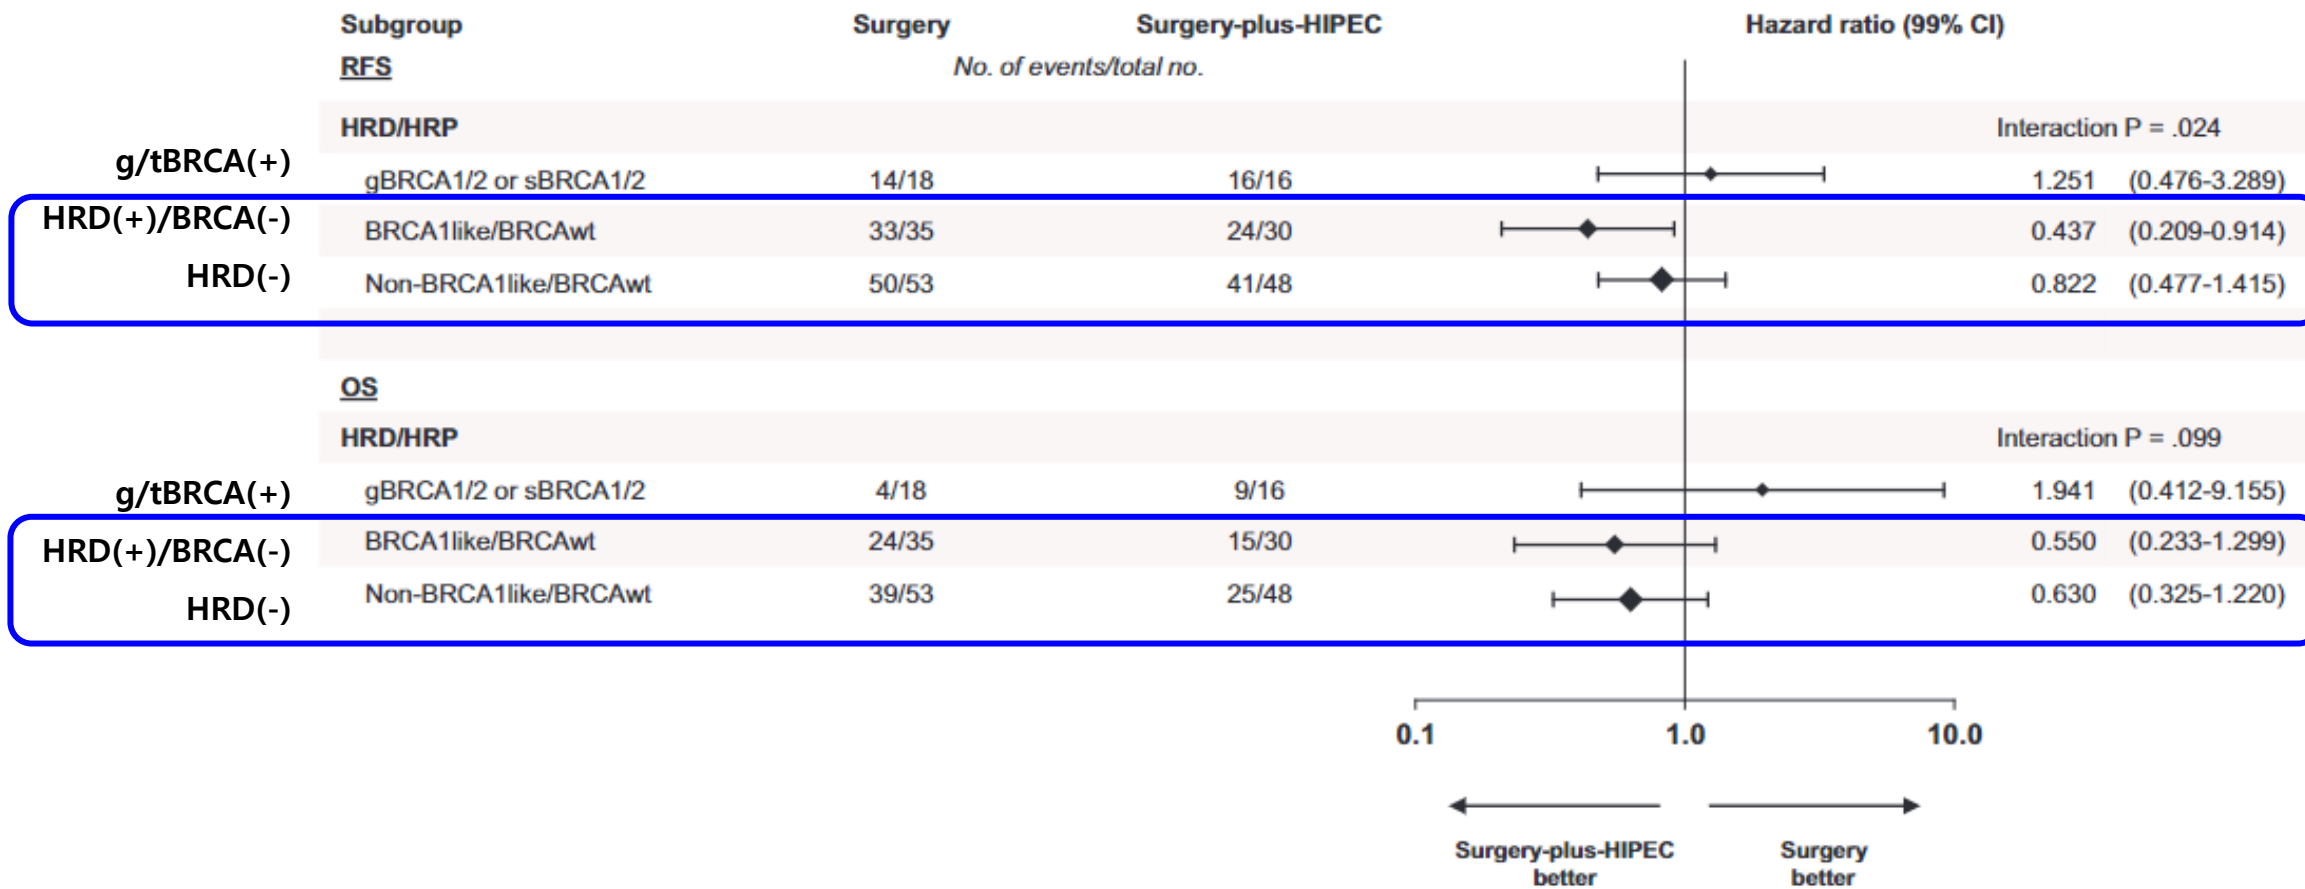 Subgroup Surgery Surgery-plus-HIPEC Hazard ratio (99% CI)
RFS No. of events/total no.
HRD/HRP Interaction P = .024
g/tBRCA(+) gBRCA1/2 or sBRCA1/2 14/18 16/16 1.251 (0.476-3.289)
HRD(+)/BRCA(-) BRCA1like/BRCAwt 33/35 24/30 0.437 (0.209-0.914)
HRD(-) Non-BRCA1like/BRCAwt 50/53 41/48 0.822 (0.477-1.415)
OS
HRD/HRP Interaction P = .099
g/tBRCA(+) gBRCA1/2 or sBRCA1/2 4/18 9/16 1.941 (0.412-9.155)
HRD(+)/BRCA(-) BRCA1like/BRCAwt 24/35 15/30 0.550 (0.233-1.299)
HRD(-) Non-BRCA1like/BRCAwt 39/53 25/48 0.630 (0.325-1.220)
0.1 1.0 10.0
Surgery-plus-HIPEC Surgery
better better